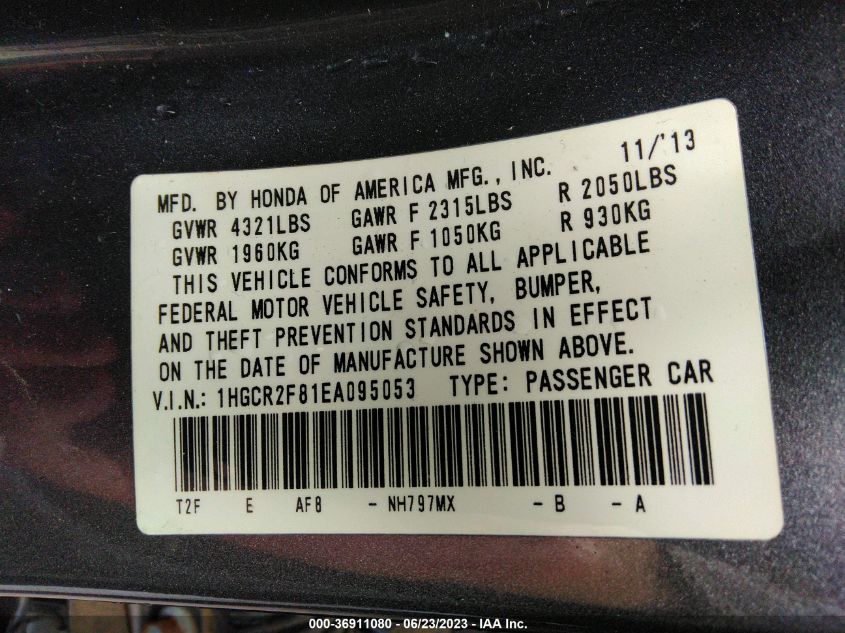 11/'13
MFD. BY HONDA OF AMERICA MFG., INC.
GVWR 4321LBS GAWR F 2315LBS R 2050LBS
GVWR 1960KG GAWR F 1050KG R 930KG
THIS VEHICLE CONFORMS TO ALL APPLICABLE
FEDERAL MOTOR VEHICLE SAFETY, BUMPER,
AND THEFT PREVENTION STANDARDS IN EFFECT
ON THE DATE OF MANUFACTURE SHOWN ABOVE.
V.I.N.: 1HGCR2F81EA095053 TYPE: PASSENGER CAR
T2F E AF8 - NH797MX - B - A
000-36911080 - 06/23/2023 - IAA Inc.